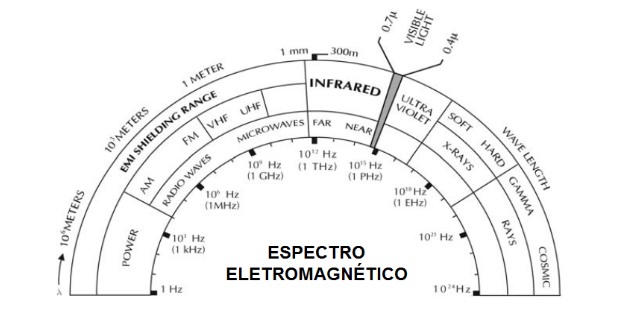 0.7μ
VISIBLE
LIGHT
0.4μ
1 mm
300m
1 METER
10³METERS
10⁶METERS
λ
WAVE LENGTH
EMI SHIELDING RANGE
INFRARED
ULTRA
VIOLET
SOFT
HARD
X-RAYS
GAMMA
RAYS
COSMIC
AM
FM
VHF
UHF
POWER
RADIO WAVES
MICROWAVES
FAR
NEAR
1 Hz
10³ Hz
(1 kHz)
10⁶ Hz
(1MHz)
10⁹ Hz
(1 GHz)
10¹² Hz
(1 THz)
10¹⁵ Hz
(1 PHz)
10¹⁸ Hz
(1 EHz)
10²¹ Hz
10²⁴Hz
ESPECTRO
ELETROMAGNÉTICO